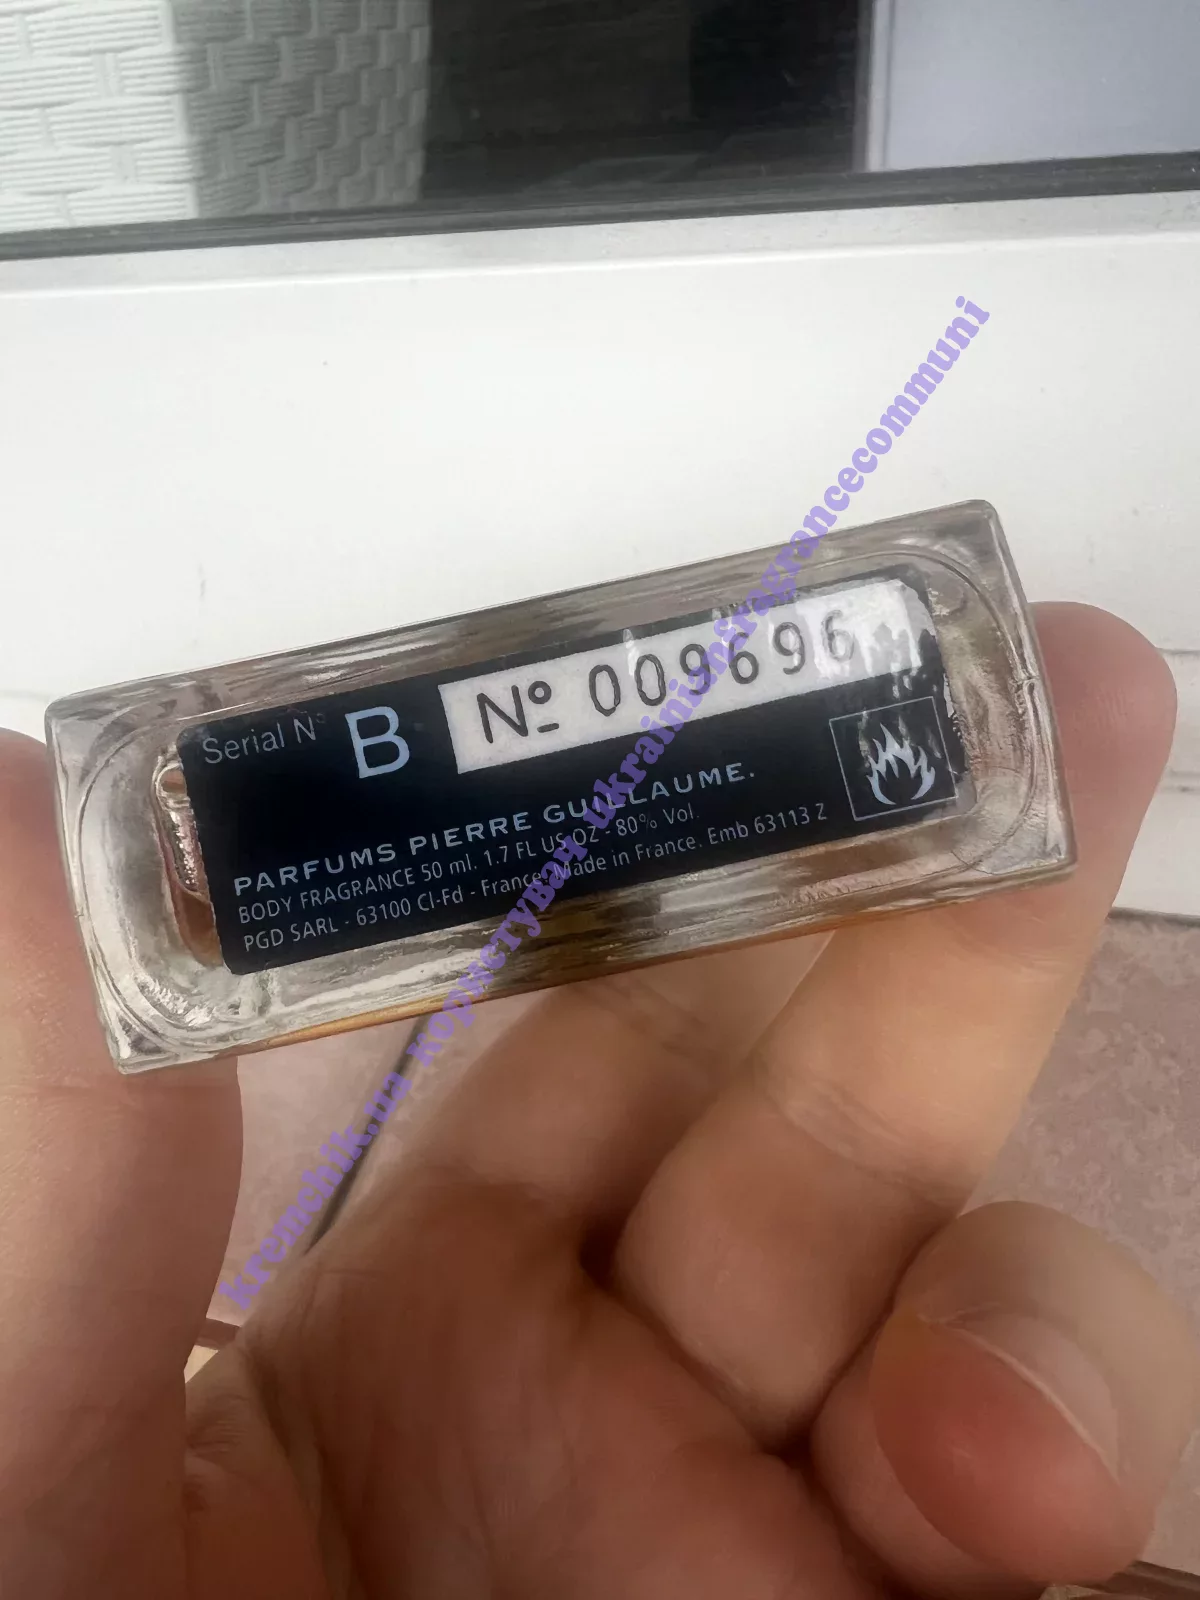 Serial N° B Nº 009696
PARFUMS PIERRE GUILLAUME.
BODY FRAGRANCE 50 ml. 1.7 FL US OZ - 80% Vol.
PGD SARL - 63100 Cl-Fd - France. Made in France. Emb 63113 Z
kremchik.ua користувач ukrainianfragrancecommuni